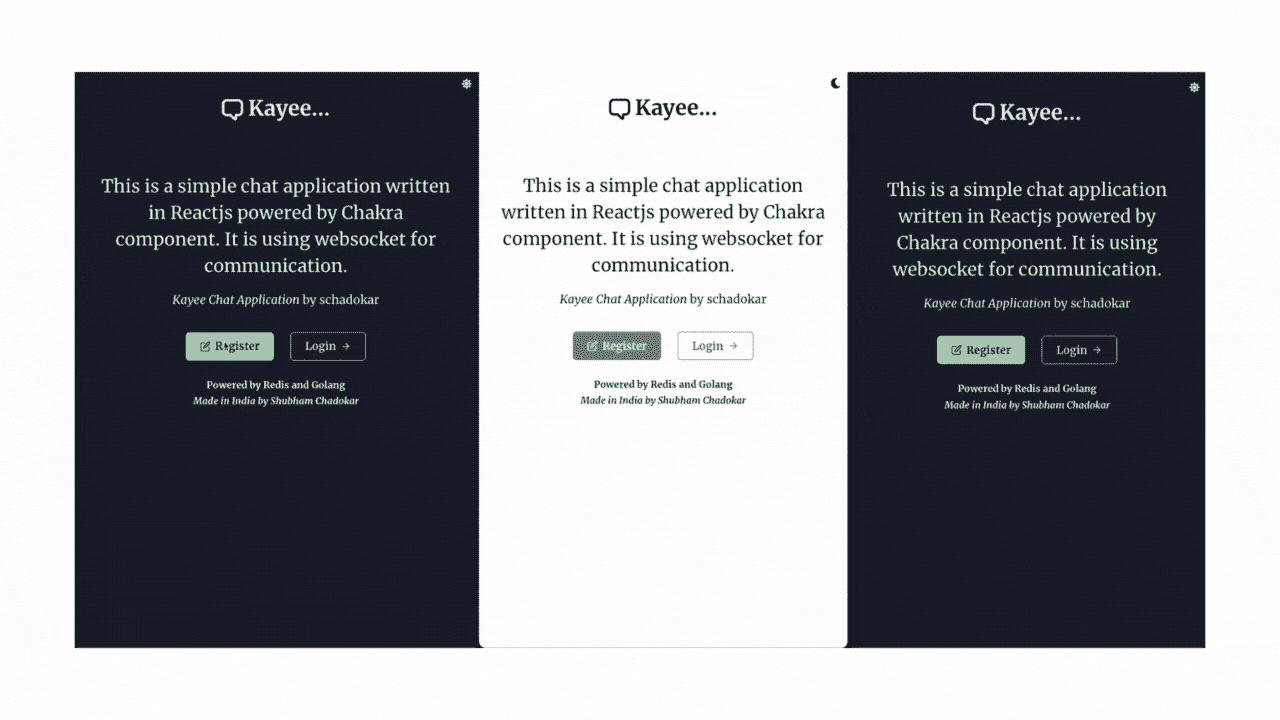 Kayee...
This is a simple chat application written
in Reactjs powered by Chakra
component. It is using websocket for
communication.
Kayee Chat Application by schadokar
Register
Login →
Powered by Redis and Golang
Made in India by Shubham Chadokar
Kayee...
This is a simple chat application
written in Reactjs powered by Chakra
component. It is using websocket for
communication.
Kayee Chat Application by schadokar
Register
Login →
Powered by Redis and Golang
Made in India by Shubham Chadokar
Kayee...
This is a simple chat application
written in Reactjs powered by
Chakra component. It is using
websocket for communication.
Kayee Chat Application by schadokar
Register
Login →
Powered by Redis and Golang
Made in India by Shubham Chadokar